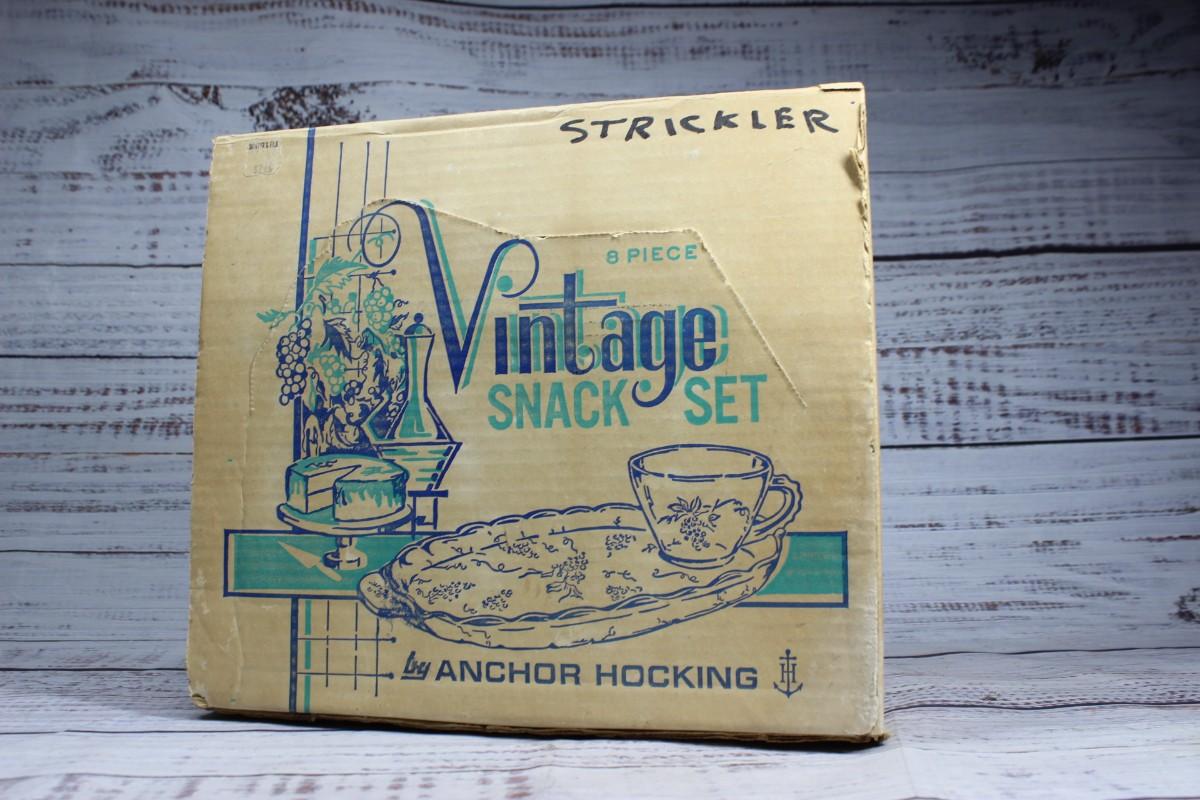 STRICKLER
8 PIECE
Vintage
SNACK SET
by ANCHOR HOCKING